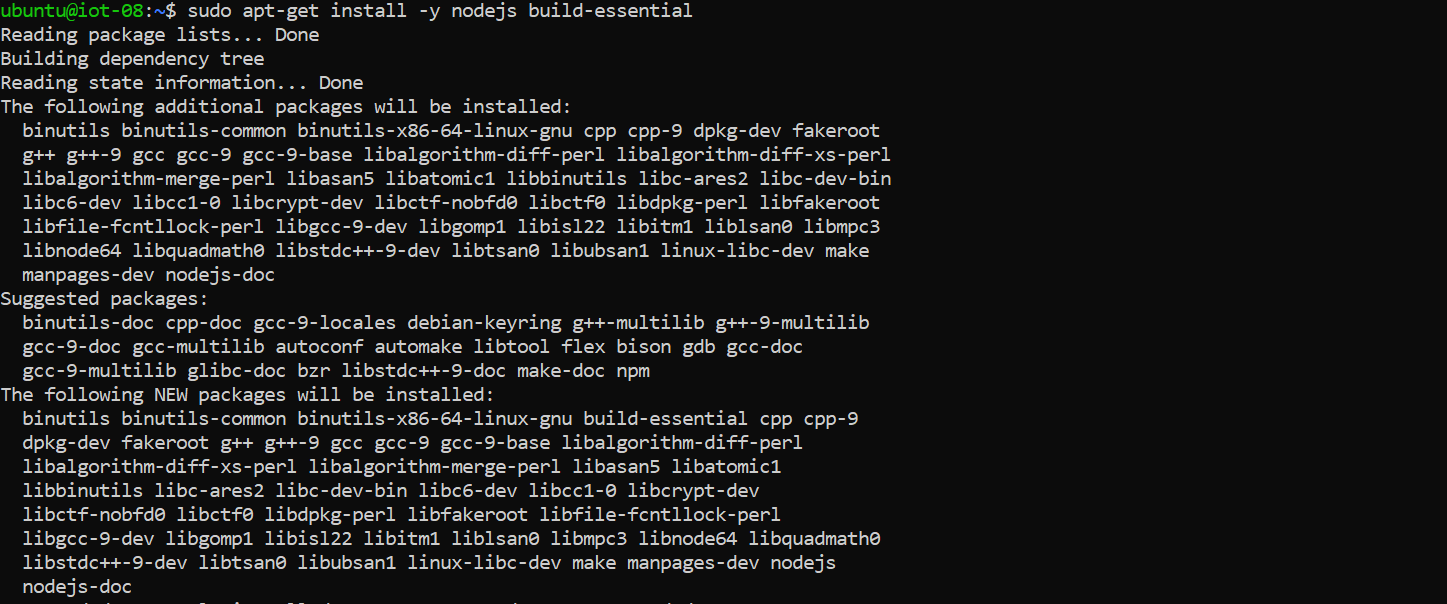 ubuntu@iot-08:~$ sudo apt-get install -y nodejs build-essential
Reading package lists... Done
Building dependency tree
Reading state information... Done
The following additional packages will be installed:
  binutils binutils-common binutils-x86-64-linux-gnu cpp cpp-9 dpkg-dev fakeroot
  g++ g++-9 gcc gcc-9 gcc-9-base libalgorithm-diff-perl libalgorithm-diff-xs-perl
  libalgorithm-merge-perl libasan5 libatomic1 libbinutils libc-ares2 libc-dev-bin
  libc6-dev libcc1-0 libcrypt-dev libctf-nobfd0 libctf0 libdpkg-perl libfakeroot
  libfile-fcntllock-perl libgcc-9-dev libgomp1 libisl22 libitm1 liblsan0 libmpc3
  libnode64 libquadmath0 libstdc++-9-dev libtsan0 libubsan1 linux-libc-dev make
  manpages-dev nodejs-doc
Suggested packages:
  binutils-doc cpp-doc gcc-9-locales debian-keyring g++-multilib g++-9-multilib
  gcc-9-doc gcc-multilib autoconf automake libtool flex bison gdb gcc-doc
  gcc-9-multilib glibc-doc bzr libstdc++-9-doc make-doc npm
The following NEW packages will be installed:
  binutils binutils-common binutils-x86-64-linux-gnu build-essential cpp cpp-9
  dpkg-dev fakeroot g++ g++-9 gcc gcc-9 gcc-9-base libalgorithm-diff-perl
  libalgorithm-diff-xs-perl libalgorithm-merge-perl libasan5 libatomic1
  libbinutils libc-ares2 libc-dev-bin libc6-dev libcc1-0 libcrypt-dev
  libctf-nobfd0 libctf0 libdpkg-perl libfakeroot libfile-fcntllock-perl
  libgcc-9-dev libgomp1 libisl22 libitm1 liblsan0 libmpc3 libnode64 libquadmath0
  libstdc++-9-dev libtsan0 libubsan1 linux-libc-dev make manpages-dev nodejs
  nodejs-doc